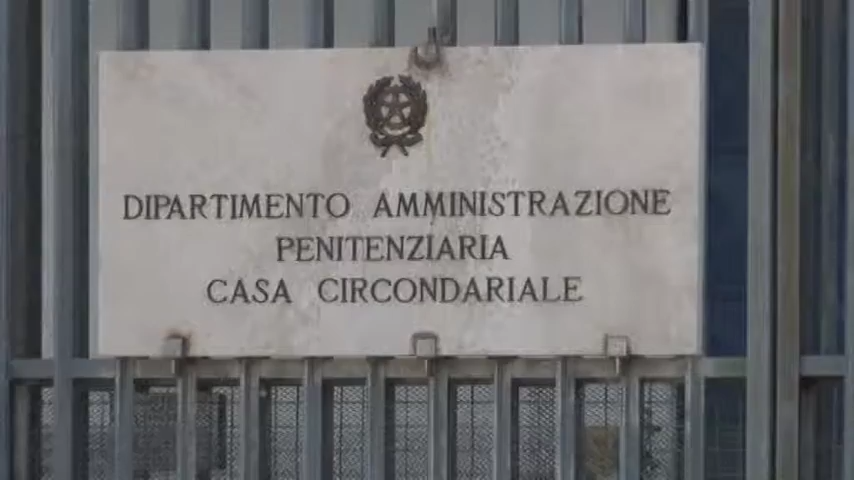 DIPARTIMENTO AMMINISTRAZIONE
PENITENZIARIA
CASA CIRCONDARIALE